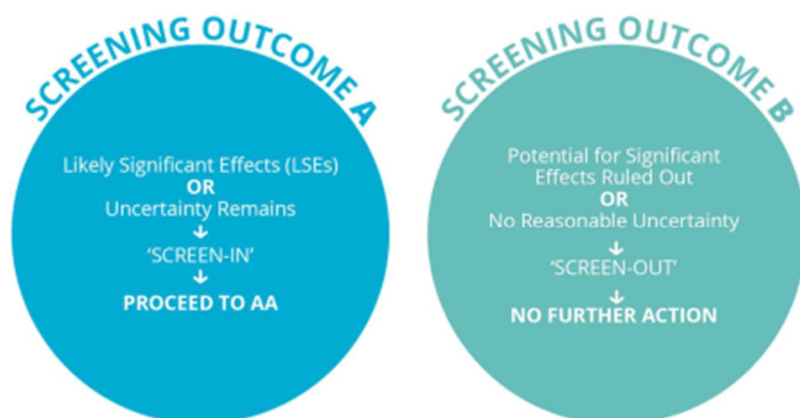 SCREENING OUTCOME A
Likely Significant Effects (LSEs)
OR
Uncertainty Remains
↓
‘SCREEN-IN’
↓
PROCEED TO AA
SCREENING OUTCOME B
Potential for Significant
Effects Ruled Out
OR
No Reasonable Uncertainty
↓
‘SCREEN-OUT’
↓
NO FURTHER ACTION